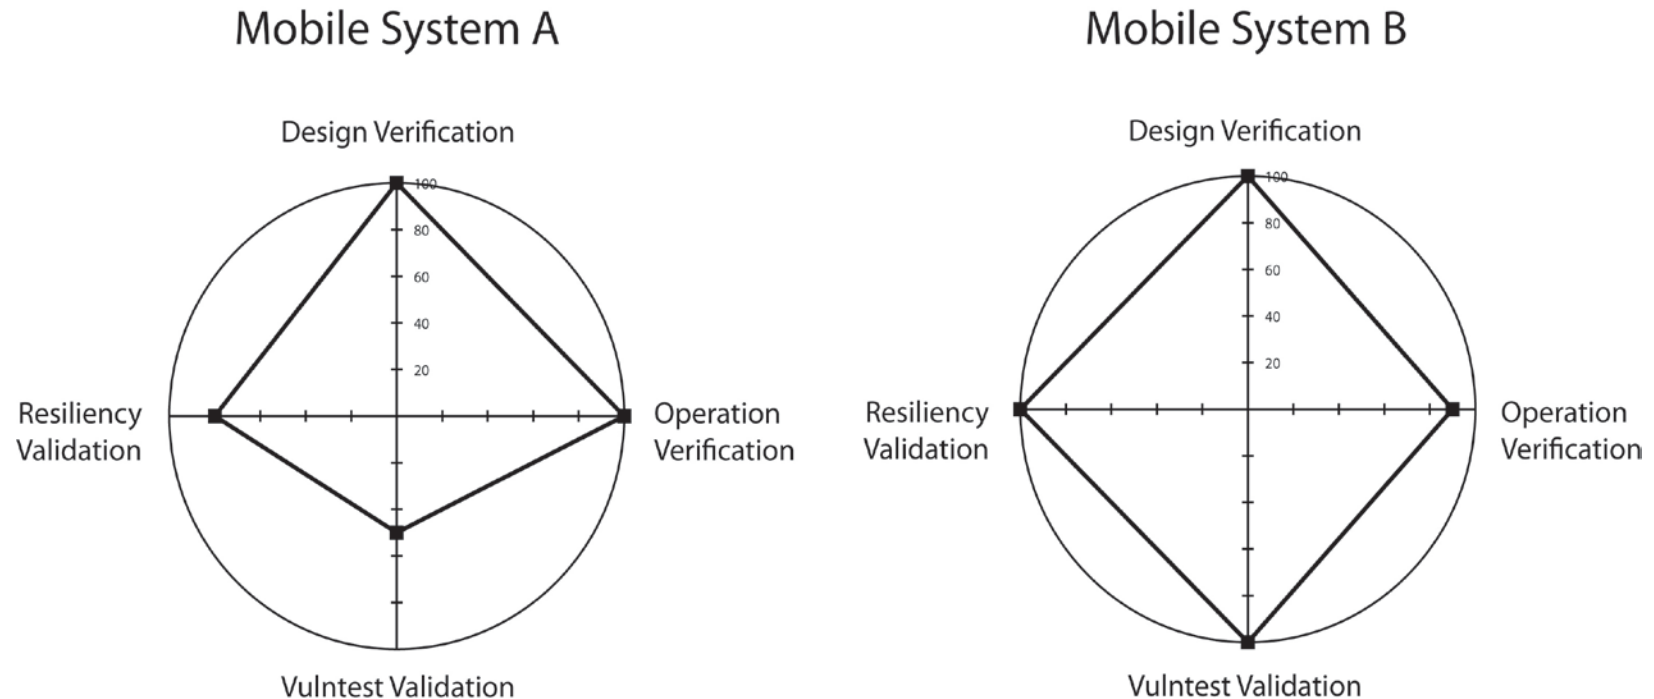 Mobile System A
Design Verification
100
80
60
40
20
Resiliency
Validation
Operation
Verification
Vulntest Validation
Mobile System B
Design Verification
100
80
60
40
20
Resiliency
Validation
Operation
Verification
Vulntest Validation